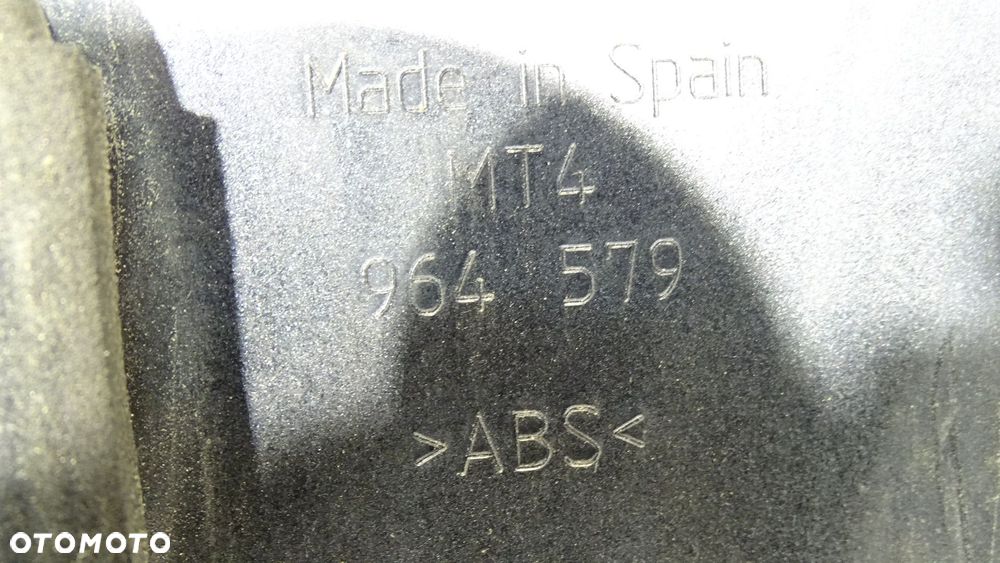 Made in Spain
MT4
964 579
>ABS<
OTOMOTO